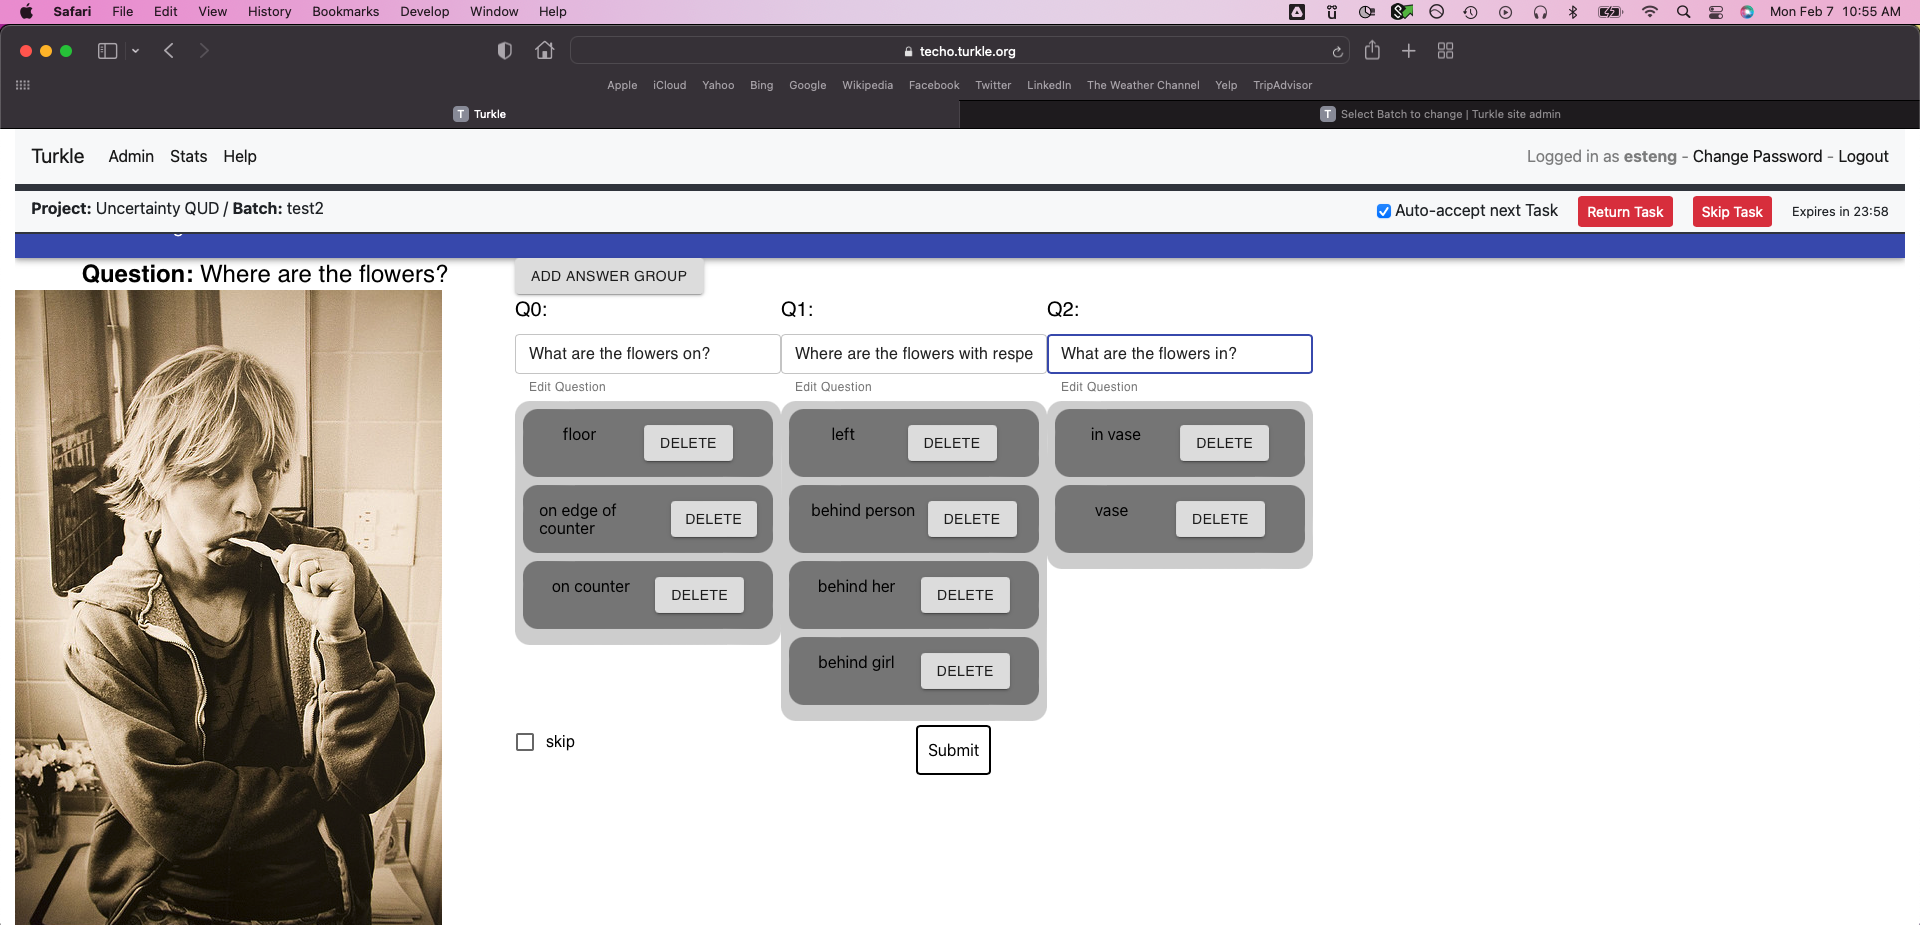 Safari File Edit View History Bookmarks Develop Window Help Mon Feb 7 10:55 AM
techo.turkle.org
Apple iCloud Yahoo Bing Google Wikipedia Facebook Twitter LinkedIn The Weather Channel Yelp TripAdvisor
T Turkle T Select Batch to change | Turkle site admin
Turkle Admin Stats Help Logged in as esteng - Change Password - Logout
Project: Uncertainty QUD / Batch: test2 Auto-accept next Task Return Task Skip Task Expires in 23:58
Question: Where are the flowers? ADD ANSWER GROUP
Q0: Q1: Q2:
What are the flowers on? Where are the flowers with respe What are the flowers in?
Edit Question Edit Question Edit Question
floor DELETE left DELETE in vase DELETE
on edge of
counter DELETE behind person DELETE vase DELETE
on counter DELETE behind her DELETE
behind girl DELETE
skip Submit